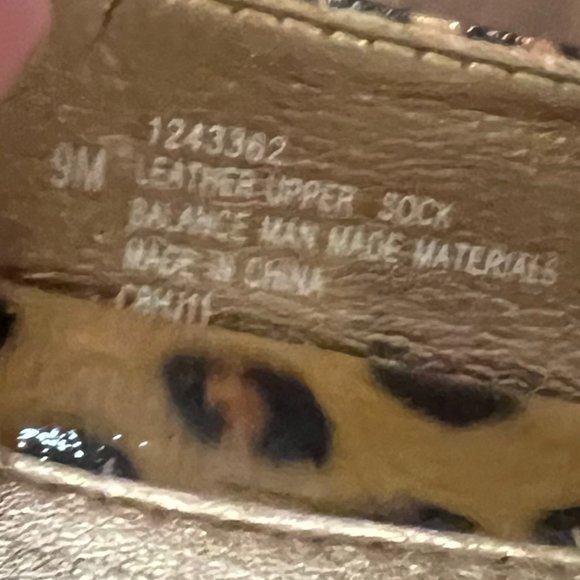 1243362
9M LEATHER UPPER SOCK
BALANCE MAN MADE MATERIALS
MADE IN CHINA